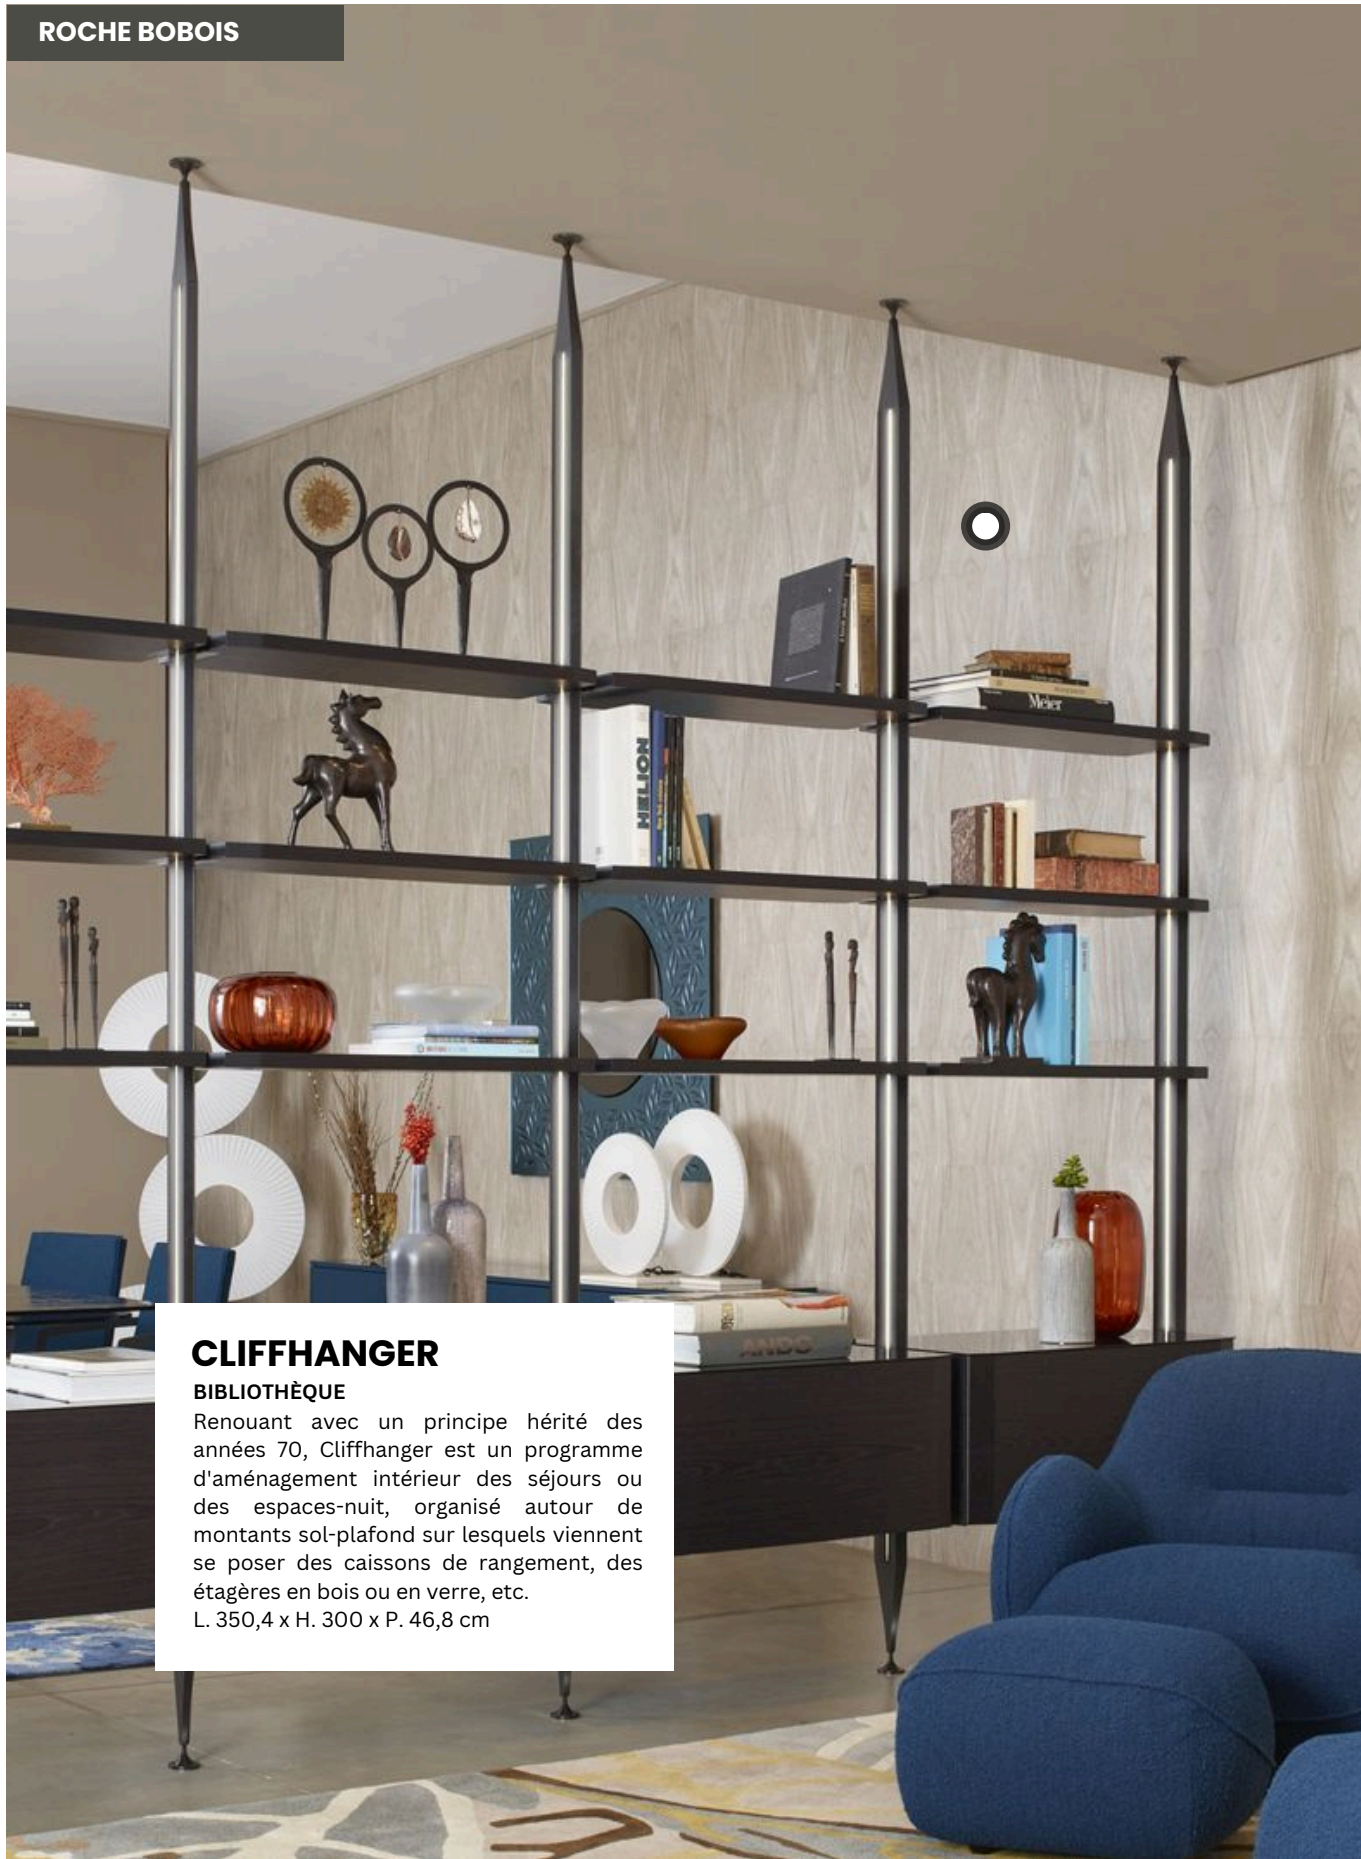 ROCHE BOBOIS
Meier
HELION
ANDO
CLIFFHANGER
BIBLIOTHÈQUE
Renouant avec un principe hérité des
années 70, Cliffhanger est un programme
d'aménagement intérieur des séjours ou
des espaces-nuit, organisé autour de
montants sol-plafond sur lesquels viennent
se poser des caissons de rangement, des
étagères en bois ou en verre, etc.
L. 350,4 x H. 300 x P. 46,8 cm